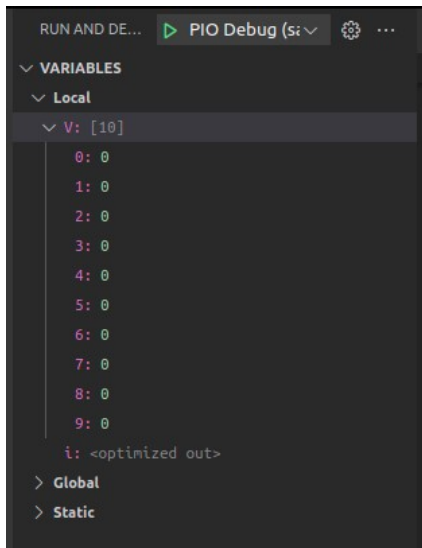 RUN AND DE... PIO Debug (sa
VARIABLES
Local
V: [10]
0: 0
1: 0
2: 0
3: 0
4: 0
5: 0
6: 0
7: 0
8: 0
9: 0
i: <optimized out>
Global
Static